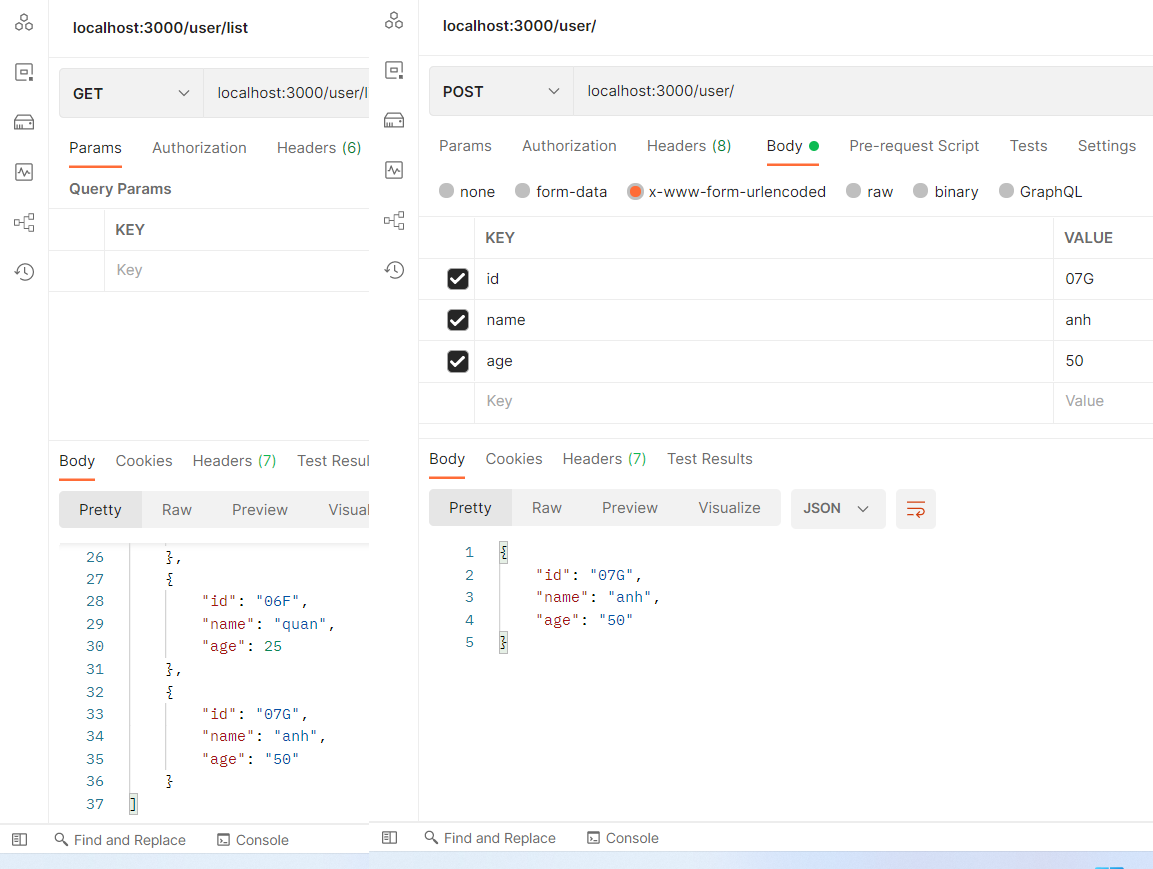 localhost:3000/user/list
GET
localhost:3000/user/l
Params Authorization Headers (6)
Query Params
KEY
Key
Body Cookies Headers (7) Test Resul
Pretty Raw Preview Visual
26 },
27 {
28 "id": "06F",
29 "name": "quan",
30 "age": 25
31 },
32 {
33 "id": "07G",
34 "name": "anh",
35 "age": "50"
36 }
37 ]
Find and Replace Console
localhost:3000/user/
POST
localhost:3000/user/
Params Authorization Headers (8) Body Pre-request Script Tests Settings
none form-data x-www-form-urlencoded raw binary GraphQL
KEY VALUE
id 07G
name anh
age 50
Key Value
Body Cookies Headers (7) Test Results
Pretty Raw Preview Visualize JSON
1 {
2 "id": "07G",
3 "name": "anh",
4 "age": "50"
5 }
Find and Replace Console